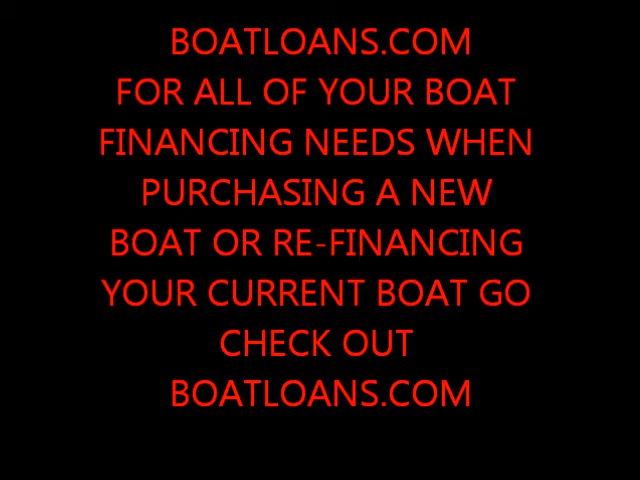 BOATLOANS.COM
FOR ALL OF YOUR BOAT
FINANCING NEEDS WHEN
PURCHASING A NEW
BOAT OR RE-FINANCING
YOUR CURRENT BOAT GO
CHECK OUT
BOATLOANS.COM